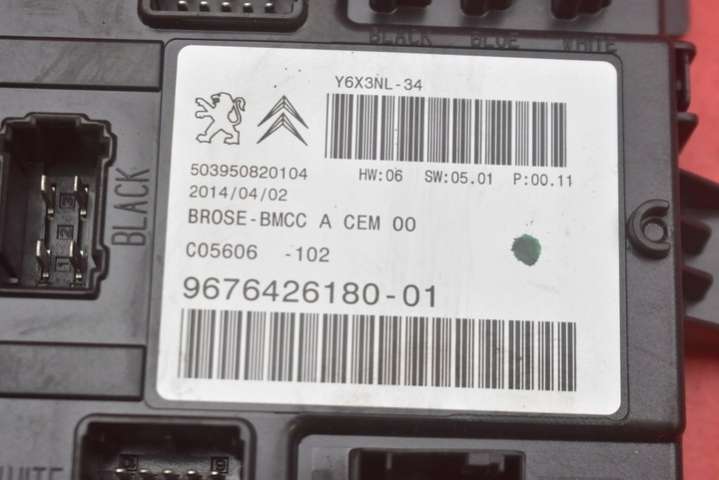 BLACK BLUE WHITE
Y6X3NL-34
503950820104
HW:06 SW:05.01 P:00.11
2014/04/02
BROSE-BMCC A CEM 00
C05606 -102
9676426180-01
BLACK
WHITE